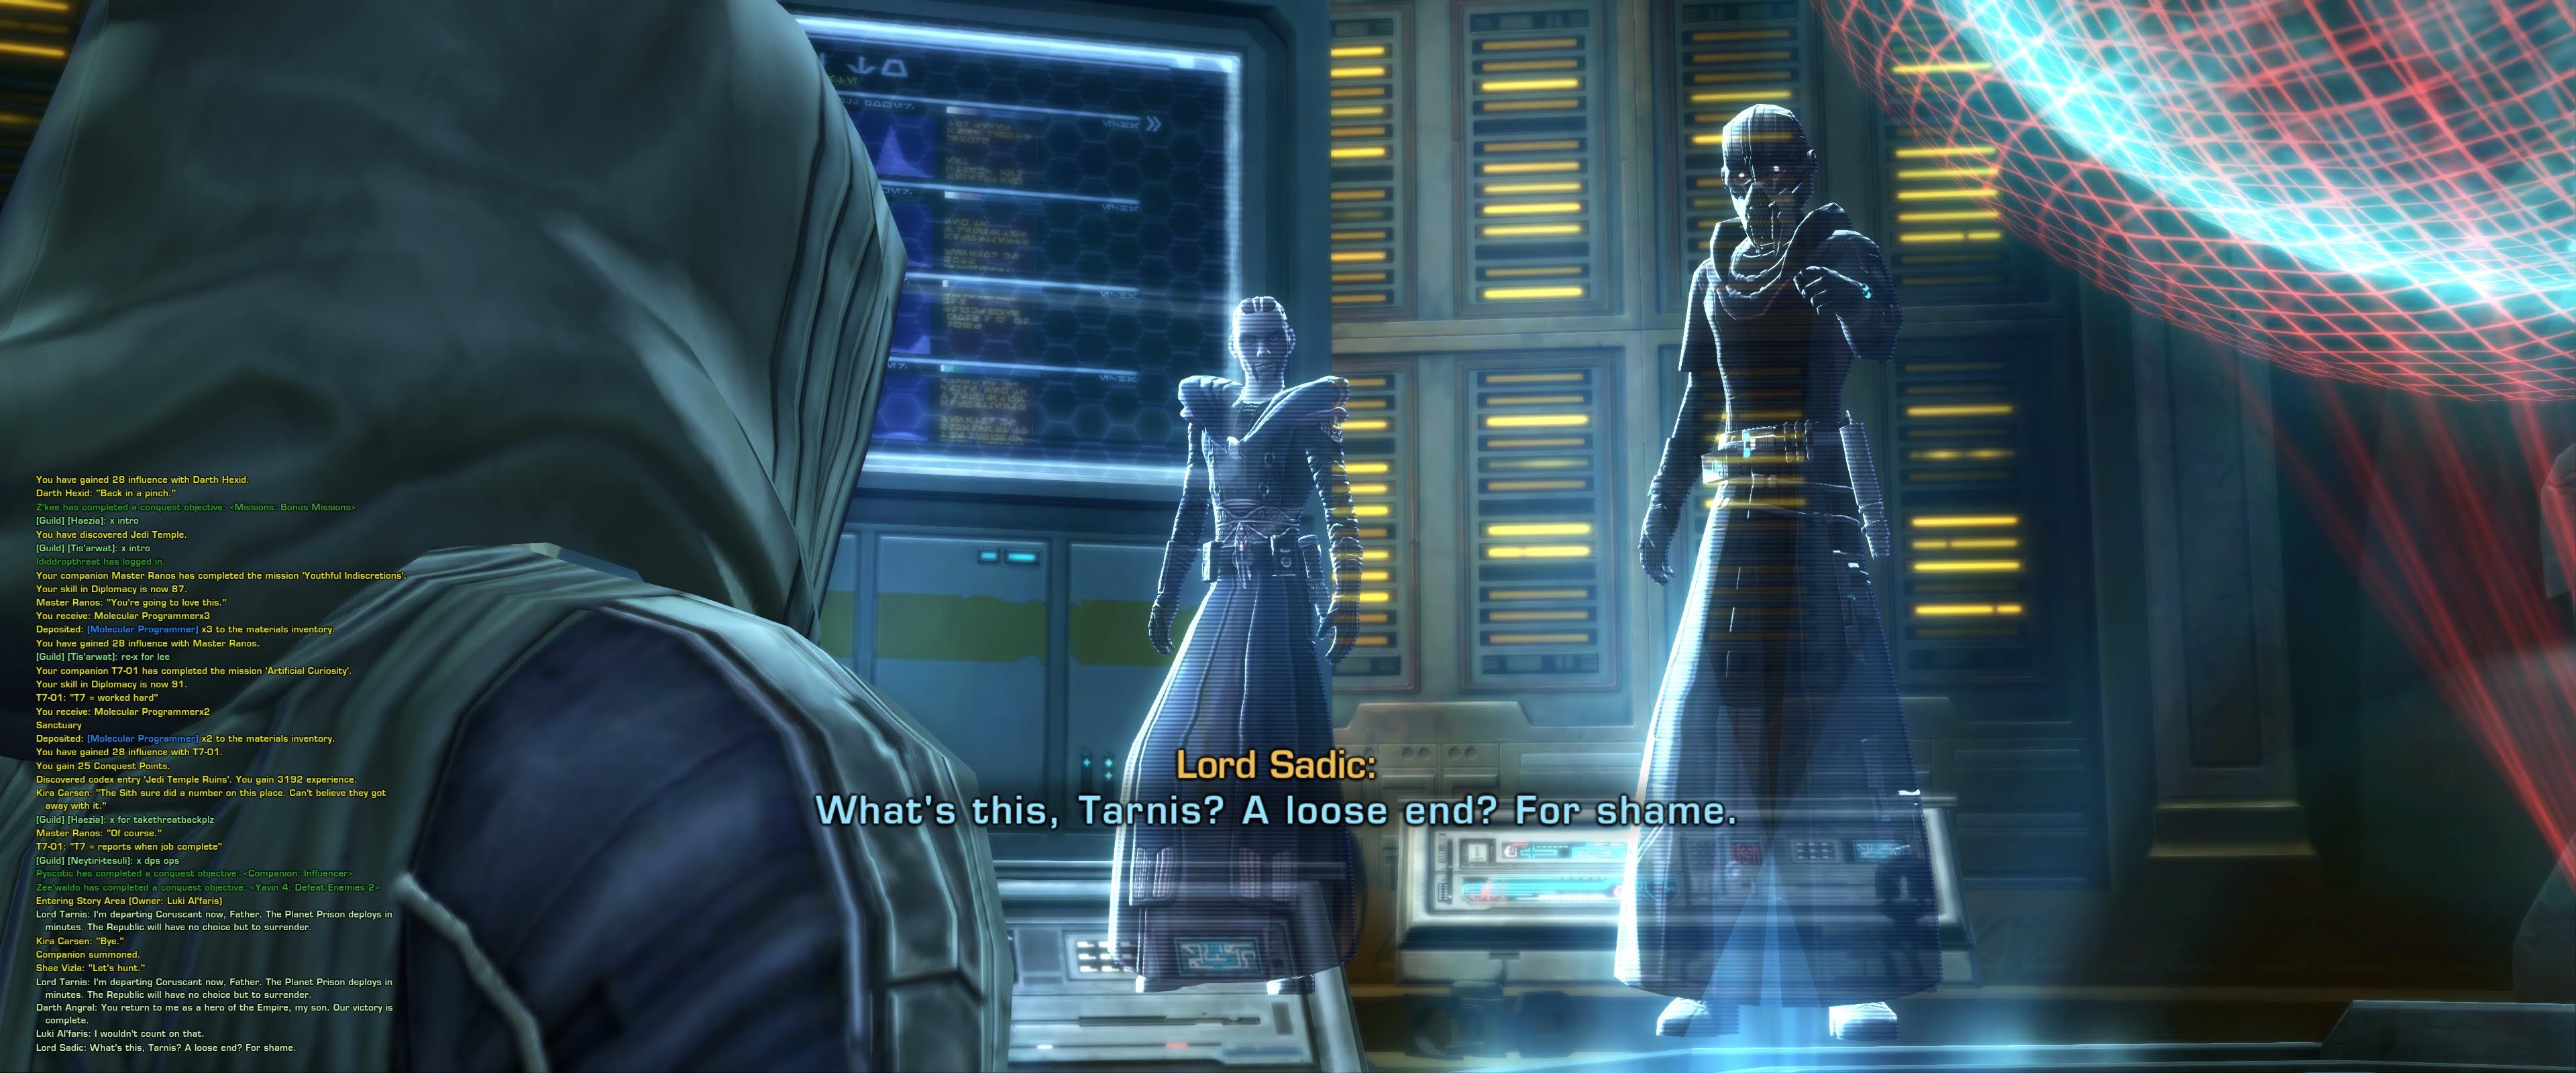 You have gained 28 influence with Darth Hexid.
Darth Hexid: "Back in a pinch."
Z'kee has completed a conquest objective: <Missions: Bonus Missions>
[Guild] [Haezia]: x intro
You have discovered Jedi Temple.
[Guild] [Tis'arwat]: x intro
Ididdropthreat has logged in.
Your companion Master Ranos has completed the mission 'Youthful Indiscretions'.
Your skill in Diplomacy is now 87.
Master Ranos: "You're going to love this."
You receive: Molecular Programmerx3
Deposited: [Molecular Programmer] x3 to the materials inventory.
You have gained 28 influence with Master Ranos.
[Guild] [Tis'arwat]: re-x for lee
Your companion T7-01 has completed the mission 'Artificial Curiosity'.
Your skill in Diplomacy is now 91.
T7-01: "T7 = worked hard"
You receive: Molecular Programmerx2
Sanctuary
Deposited: [Molecular Programmer] x2 to the materials inventory.
You have gained 28 influence with T7-01.
You gain 25 Conquest Points.
Discovered codex entry 'Jedi Temple Ruins'. You gain 3192 experience.
Kira Carsen: "The Sith sure did a number on this place. Can't believe they got
away with it."
[Guild] [Haezia]: x for takethreatbackplz
Master Ranos: "Of course."
T7-01: "T7 = reports when job complete"
[Guild] [Neytiri-tesuli]: x dps ops
Pyscotic has completed a conquest objective: <Companion: Influencer>
Zee'waldo has completed a conquest objective: <Yavin 4: Defeat Enemies 2>
Entering Story Area (Owner: Luki Al'faris)
Lord Tarnis: I'm departing Coruscant now, Father. The Planet Prison deploys in
minutes. The Republic will have no choice but to surrender.
Kira Carsen: "Bye."
Companion summoned.
Shae Vizla: "Let's hunt."
Lord Tarnis: I'm departing Coruscant now, Father. The Planet Prison deploys in
minutes. The Republic will have no choice but to surrender.
Darth Angral: You return to me as a hero of the Empire, my son. Our victory is
complete.
Luki Al'faris: I wouldn't count on that.
Lord Sadic: What's this, Tarnis? A loose end? For shame.
Lord Sadic:
What's this, Tarnis? A loose end? For shame.